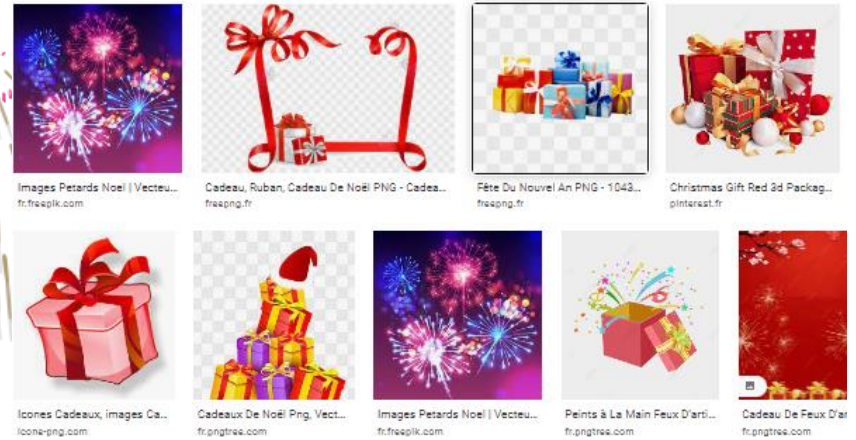 Images Petards Noel | Vecteu...
fr.freepik.com
Cadeau, Ruban, Cadeau De Noël PNG - Cadea...
freepng.fr
Fête Du Nouvel An PNG - 1043...
freepng.fr
Christmas Gift Red 3d Packag...
pinterest.fr
Icones Cadeaux, images Ca...
icone-png.com
Cadeaux De Noël Png, Vect...
fr.pngtree.com
Images Petards Noel | Vecteu...
fr.freepik.com
Peints à La Main Feux D'arti...
fr.pngtree.com
Cadeau De Feux D'ar
fr.pngtree.com